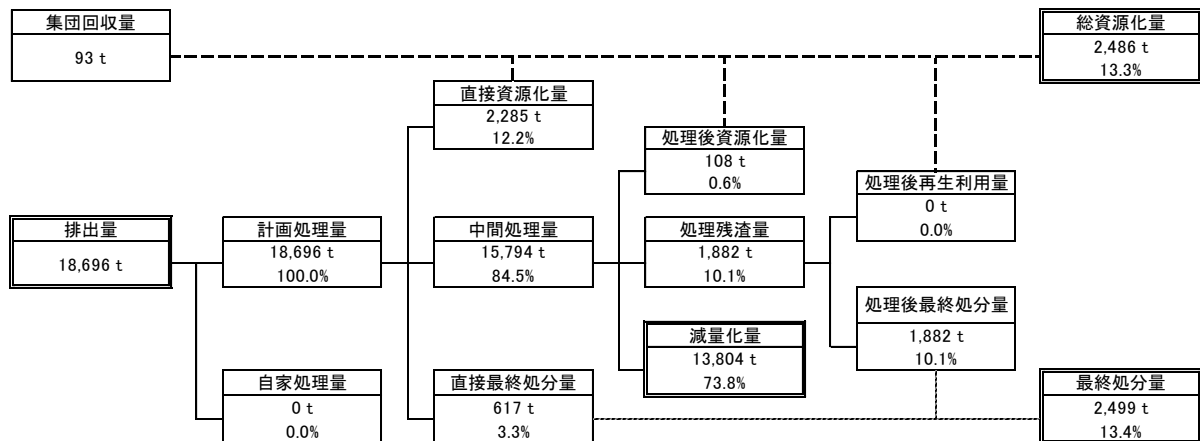 集団回収量
93 t
総資源化量
2,486 t
13.3%
直接資源化量
2,285 t
12.2%
処理後資源化量
108 t
0.6%
処理後再生利用量
0 t
0.0%
排出量
18,696 t
計画処理量
18,696 t
100.0%
中間処理量
15,794 t
84.5%
処理残渣量
1,882 t
10.1%
処理後最終処分量
1,882 t
10.1%
減量化量
13,804 t
73.8%
自家処理量
0 t
0.0%
直接最終処分量
617 t
3.3%
最終処分量
2,499 t
13.4%